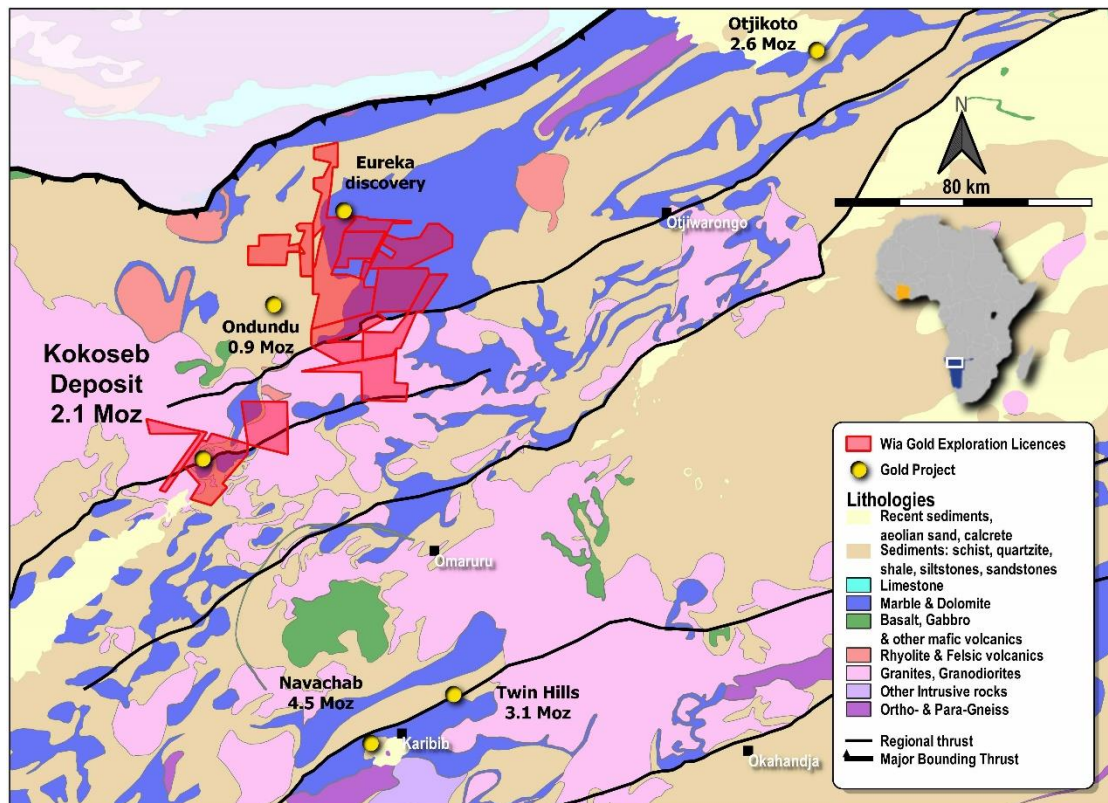 Otjikoto
2.6 Moz
N
80 km
Eureka
discovery
Otjiwarongo
Ondundu
0.9 Moz
Kokoseb
Deposit
2.1 Moz
Omaruru
Navachab
4.5 Moz
Twin Hills
3.1 Moz
Karibib
Okahandja
Wia Gold Exploration Licences
Gold Project
Lithologies
Recent sediments,
aeolian sand, calcrete
Sediments: schist, quartzite,
shale, siltstones, sandstones
Limestone
Marble & Dolomite
Basalt, Gabbro
& other mafic volcanics
Rhyolite & Felsic volcanics
Granites, Granodiorites
Other Intrusive rocks
Ortho- & Para-Gneiss
Regional thrust
Major Bounding Thrust